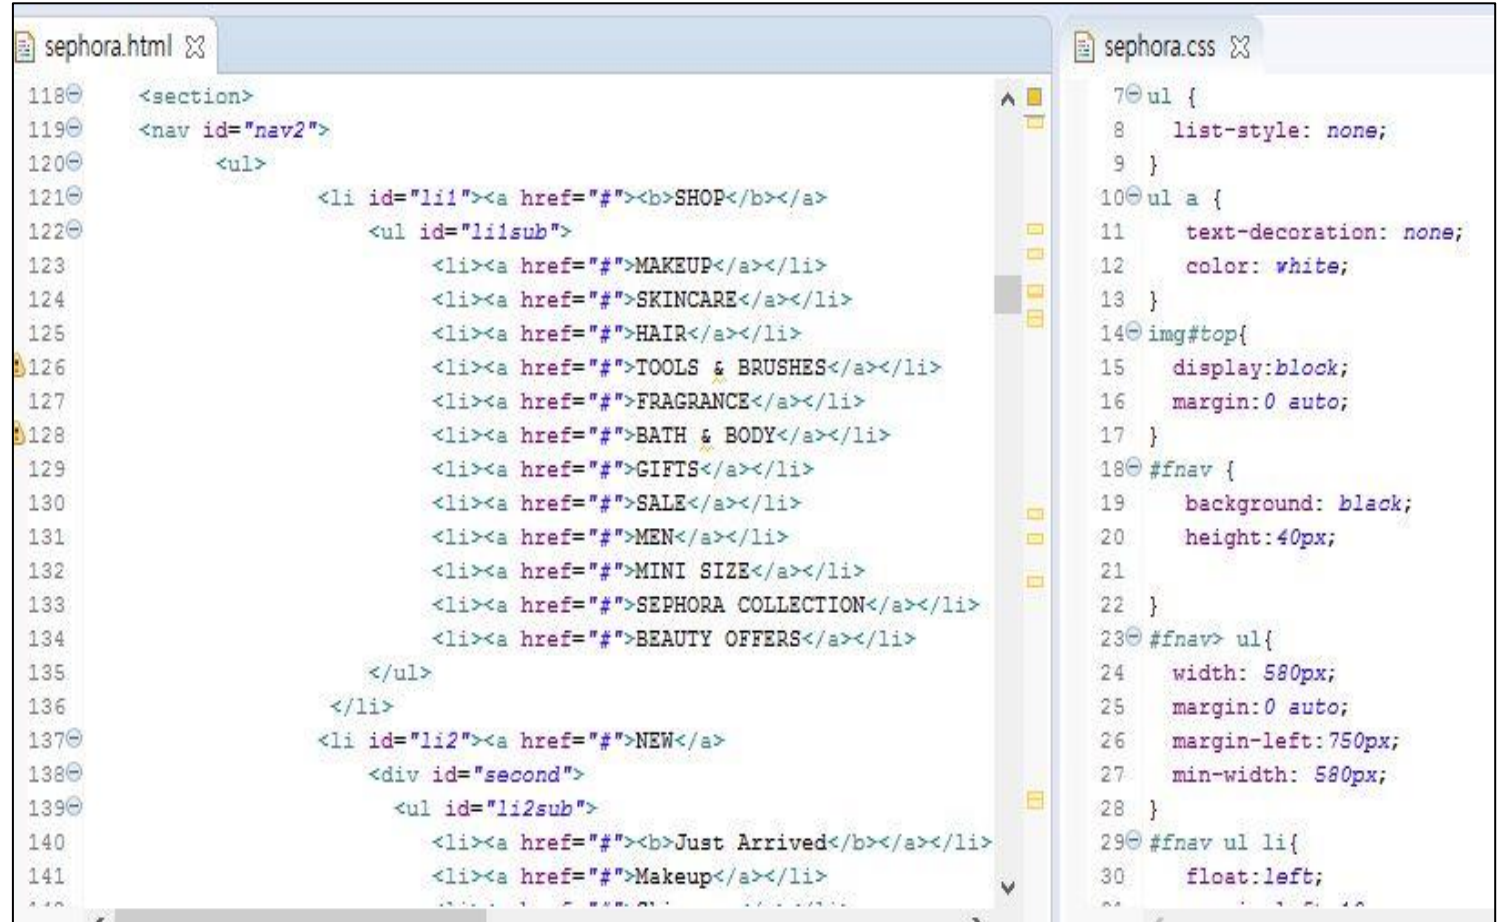 sephora.html
118 <section>
119 <nav id="nav2">
120 <ul>
121 <li id="li1"><a href="#"><b>SHOP</b></a>
122 <ul id="li1sub">
123 <li><a href="#">MAKEUP</a></li>
124 <li><a href="#">SKINCARE</a></li>
125 <li><a href="#">HAIR</a></li>
126 <li><a href="#">TOOLS & BRUSHES</a></li>
127 <li><a href="#">FRAGRANCE</a></li>
128 <li><a href="#">BATH & BODY</a></li>
129 <li><a href="#">GIFTS</a></li>
130 <li><a href="#">SALE</a></li>
131 <li><a href="#">MEN</a></li>
132 <li><a href="#">MINI SIZE</a></li>
133 <li><a href="#">SEPHORA COLLECTION</a></li>
134 <li><a href="#">BEAUTY OFFERS</a></li>
135 </ul>
136 </li>
137 <li id="li2"><a href="#">NEW</a>
138 <div id="second">
139 <ul id="li2sub">
140 <li><a href="#"><b>Just Arrived</b></a></li>
141 <li><a href="#">Makeup</a></li>
sephora.css
7 ul {
8 list-style: none;
9 }
10 ul a {
11 text-decoration: none;
12 color: white;
13 }
14 img#top{
15 display:block;
16 margin:0 auto;
17 }
18 #fnav {
19 background: black;
20 height:40px;
21
22 }
23 #fnav> ul{
24 width: 580px;
25 margin:0 auto;
26 margin-left:750px;
27 min-width: 580px;
28 }
29 #fnav ul li{
30 float:left;